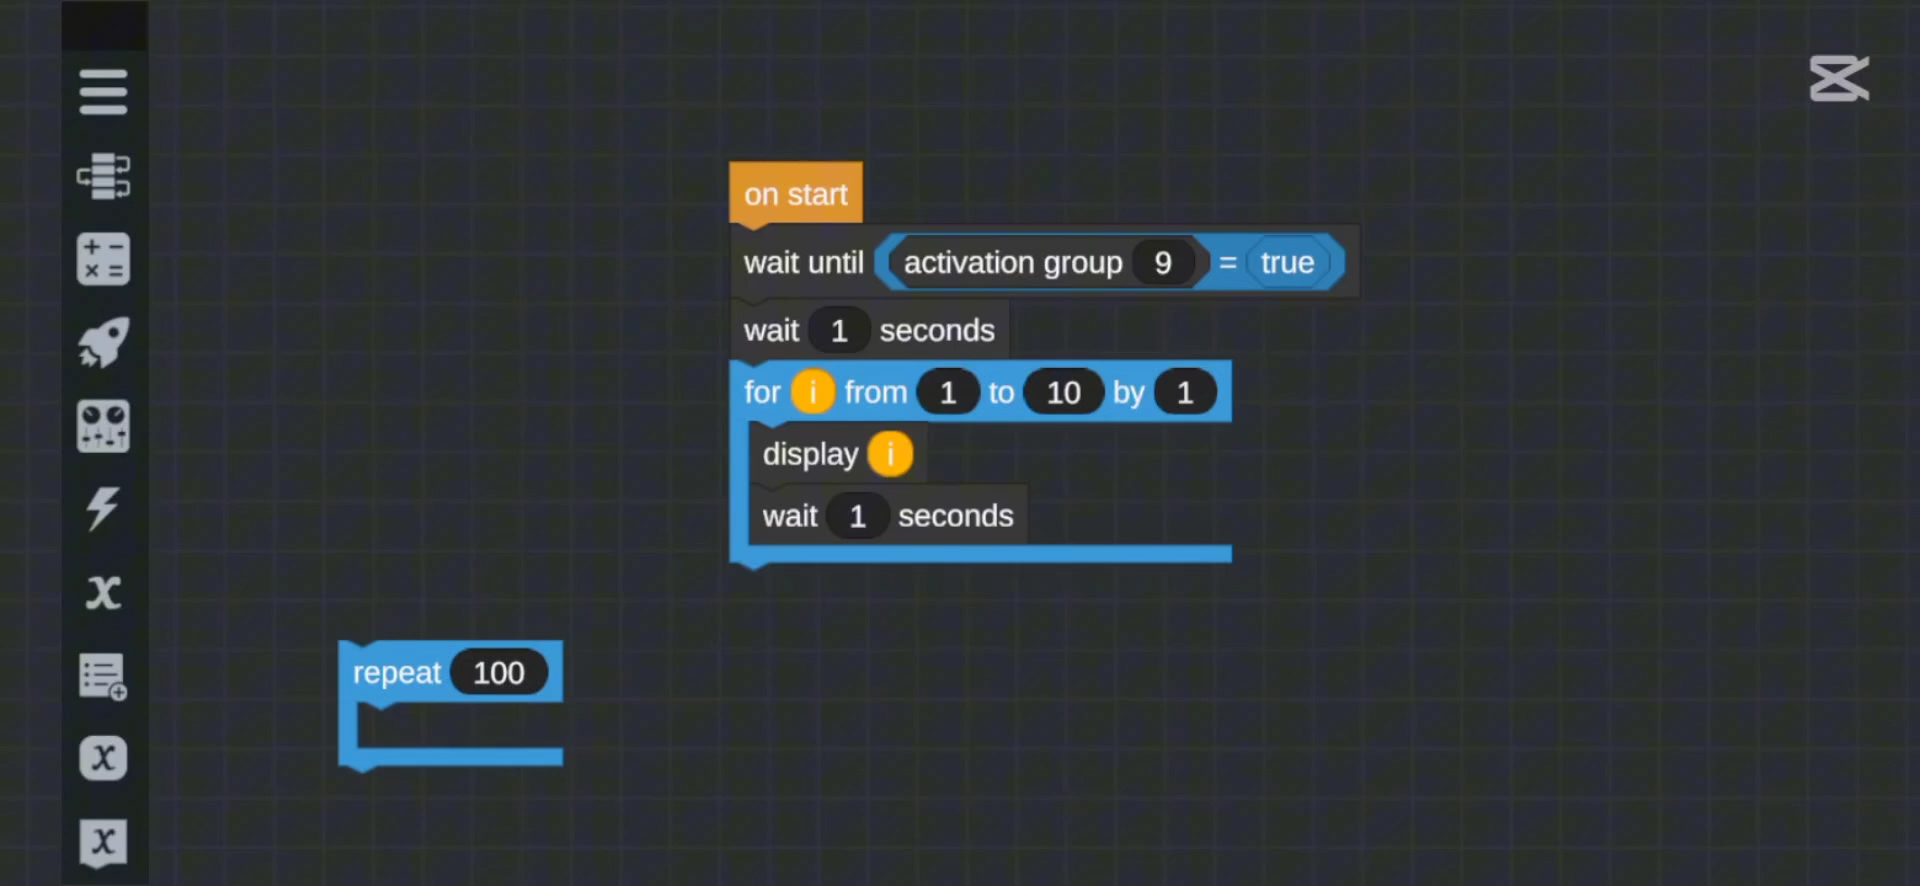 on start
wait until activation group 9 = true
wait 1 seconds
for i from 1 to 10 by 1
display i
wait 1 seconds
repeat 100